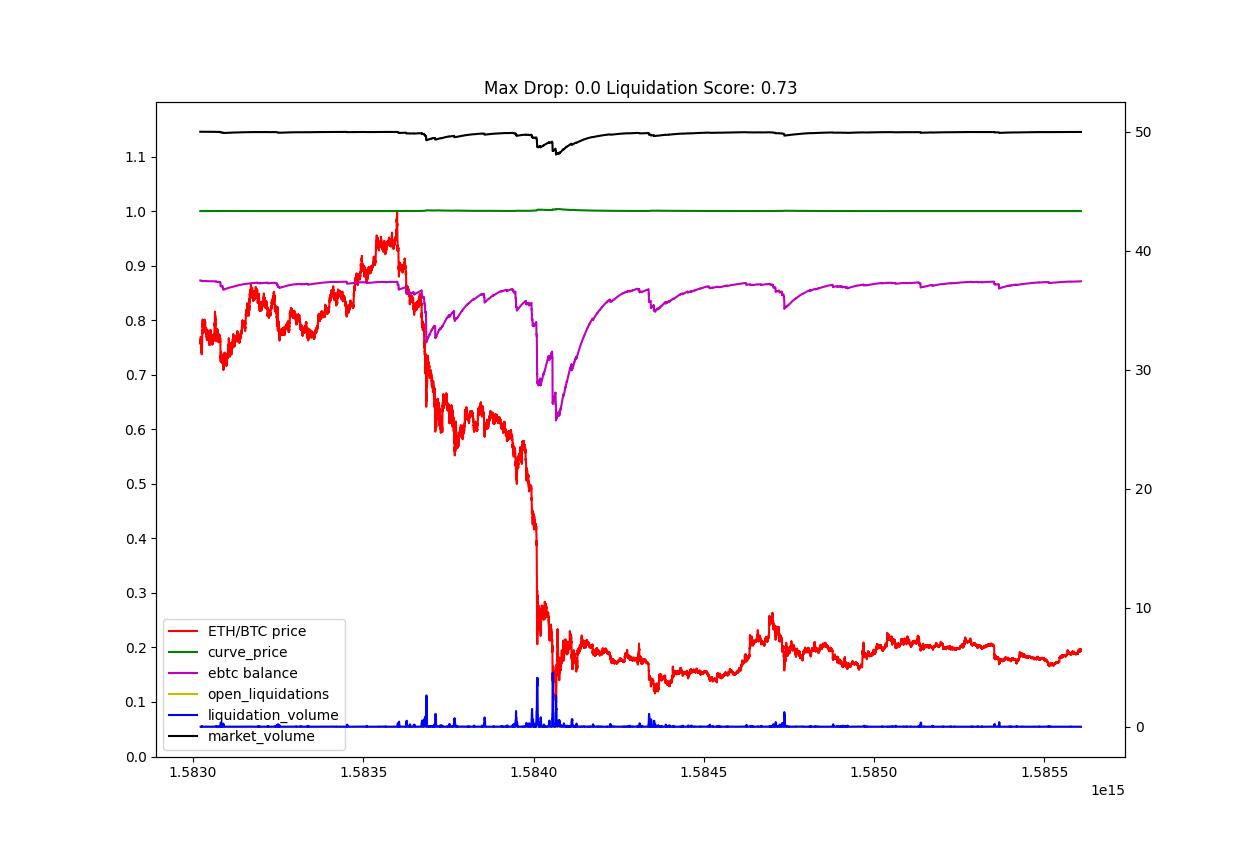 Max Drop: 0.0 Liquidation Score: 0.73
1.1
1.0
0.9
0.8
0.7
0.6
0.5
0.4
0.3
0.2
0.1
0.0
50
40
30
20
10
0
ETH/BTC price
curve_price
ebtc balance
open_liquidations
liquidation_volume
market_volume
1.5830 1.5835 1.5840 1.5845 1.5850 1.5855
1e15